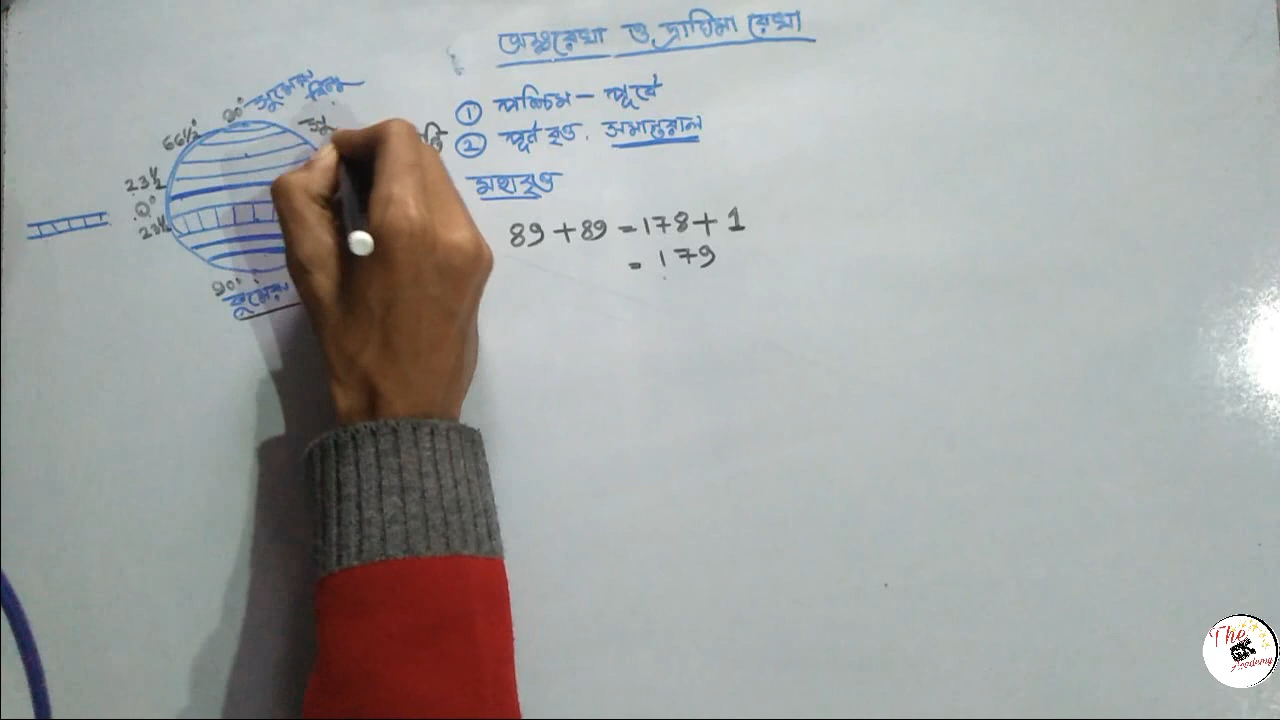 অক্ষরেখা ও দ্রাঘিমা রেখা
① পশ্চিম - পূর্বে
② পূর্ন বৃত্ত. সমান্তরাল
মহাবৃত্ত
89 + 89 = 178 + 1
= 179
90° সুমেরু বিন্দু
সু
66½°
23½
0°
23½
90°
কুমেরু
The
Academy